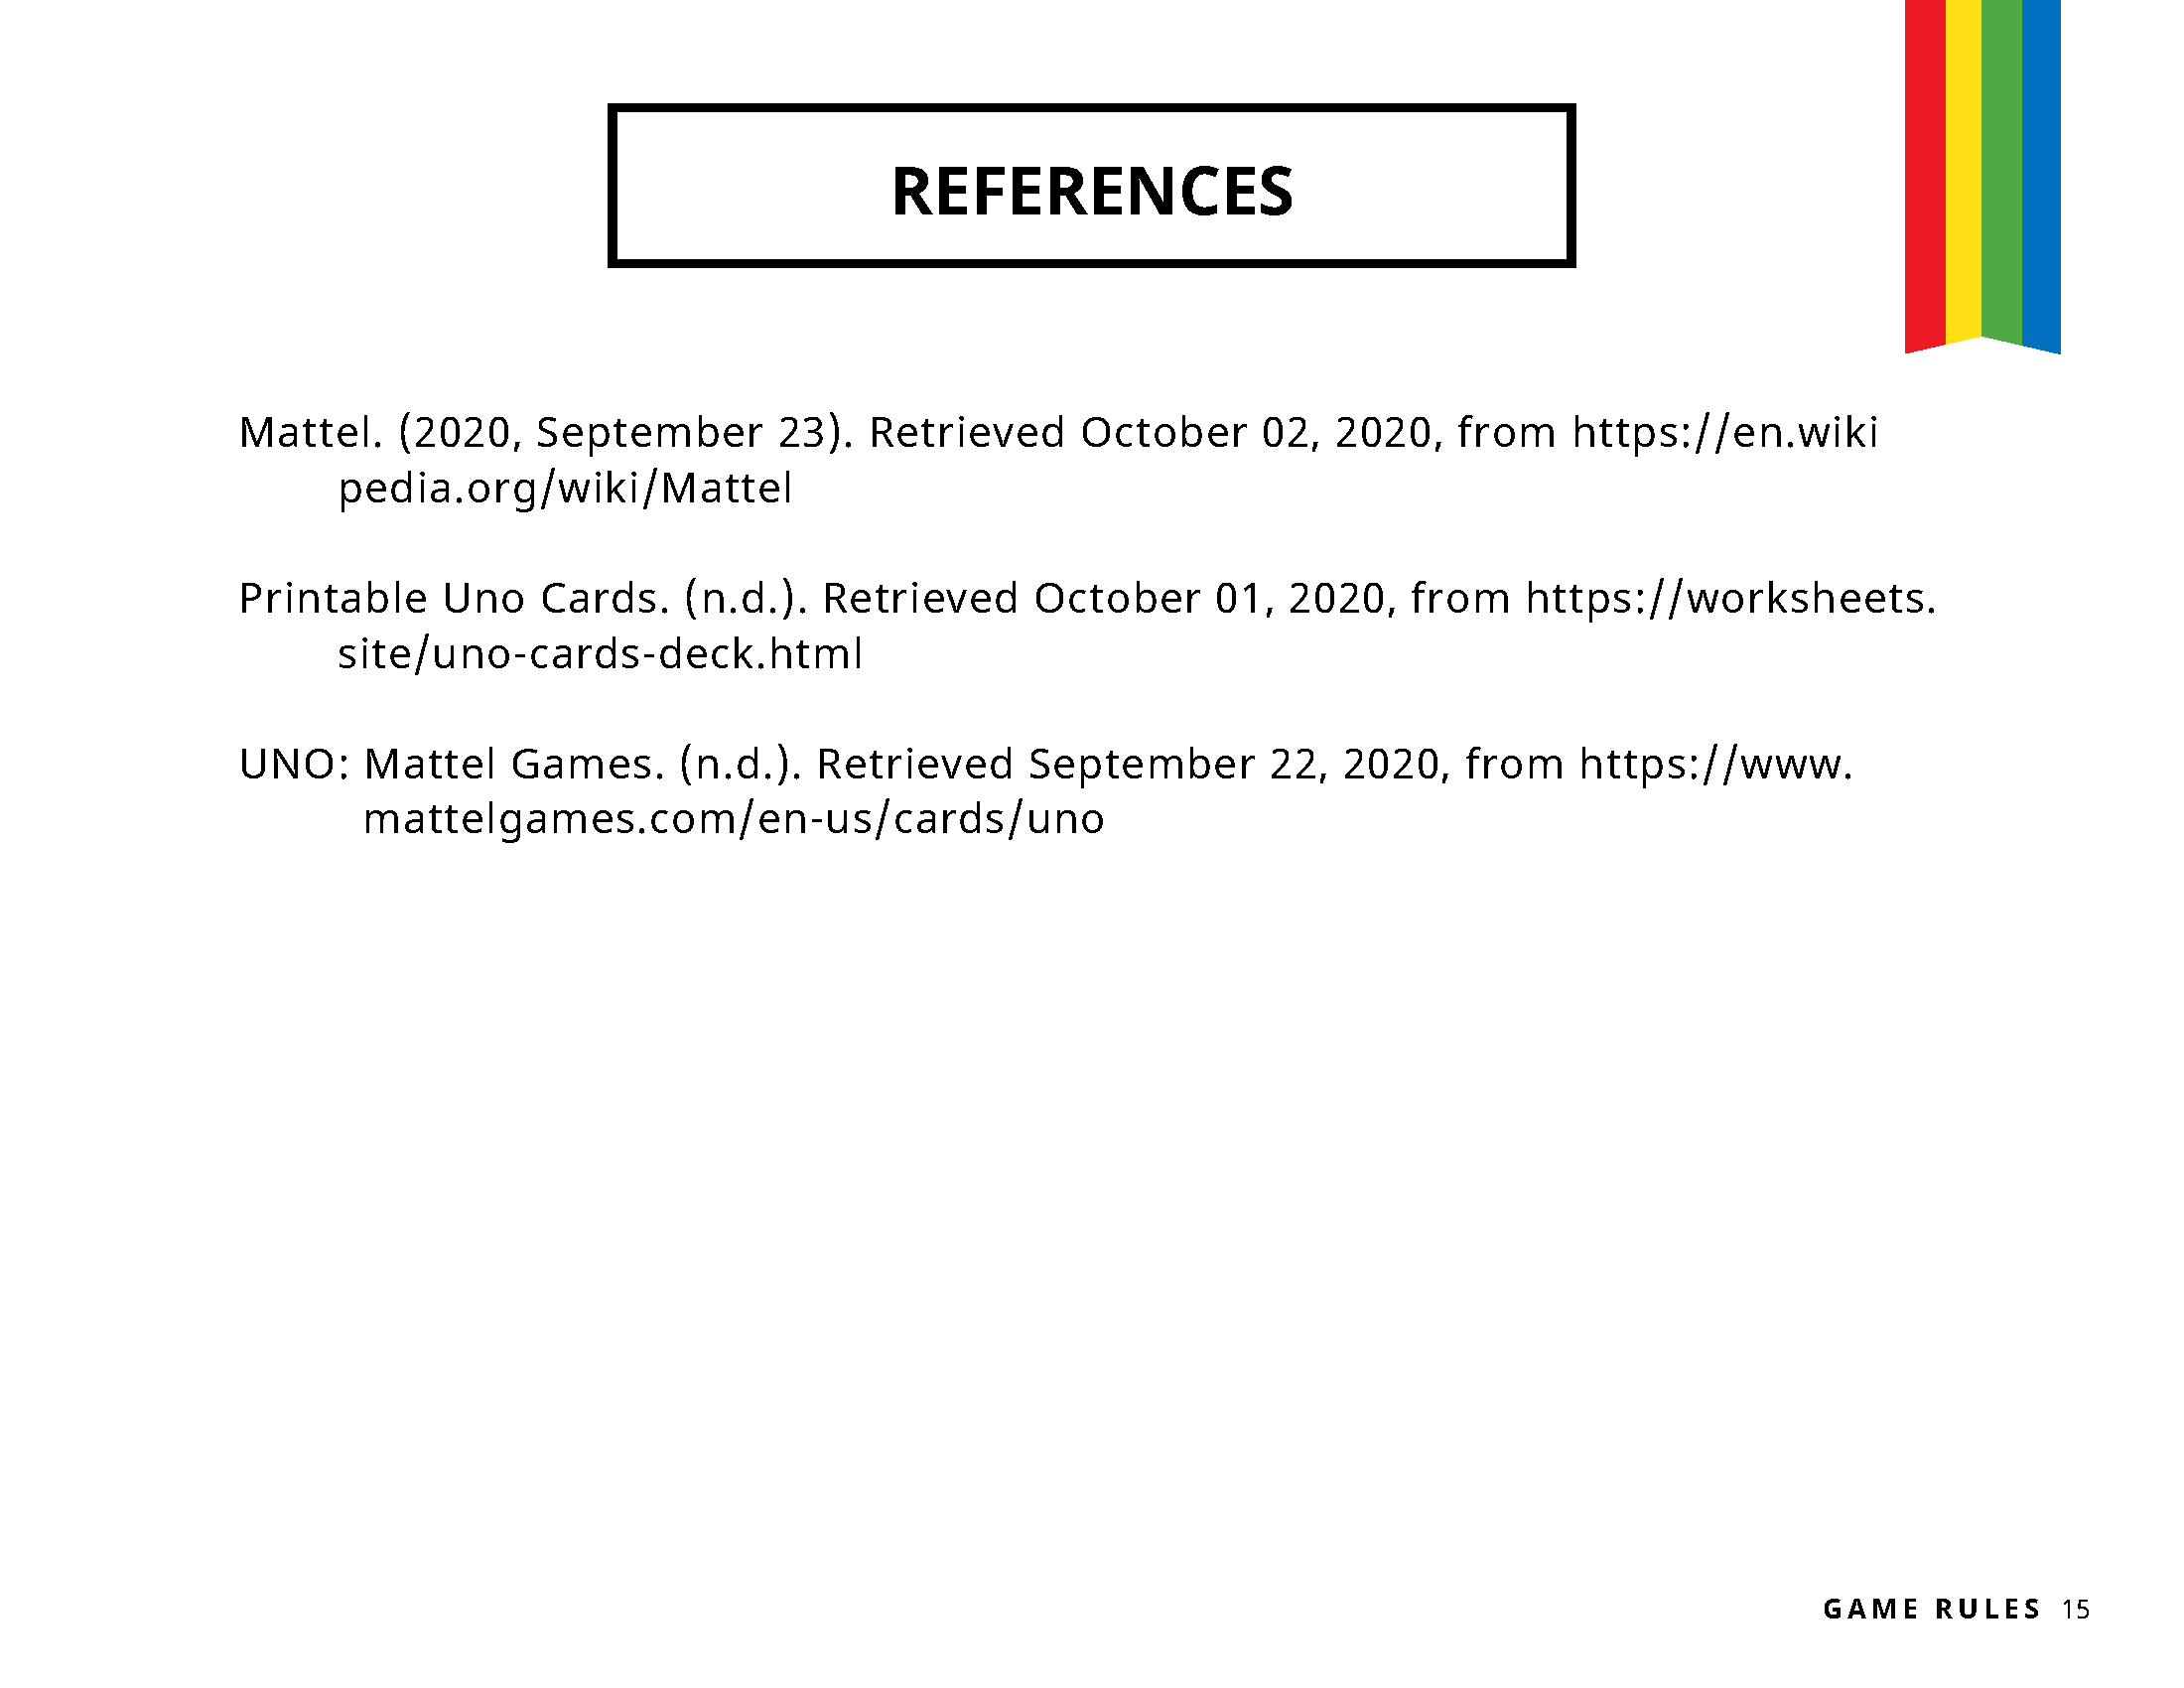 REFERENCES
Mattel. (2020, September 23). Retrieved October 02, 2020, from https://en.wiki
pedia.org/wiki/Mattel
Printable Uno Cards. (n.d.). Retrieved October 01, 2020, from https://worksheets.
site/uno-cards-deck.html
UNO: Mattel Games. (n.d.). Retrieved September 22, 2020, from https://www.
mattelgames.com/en-us/cards/uno
GAME RULES 15